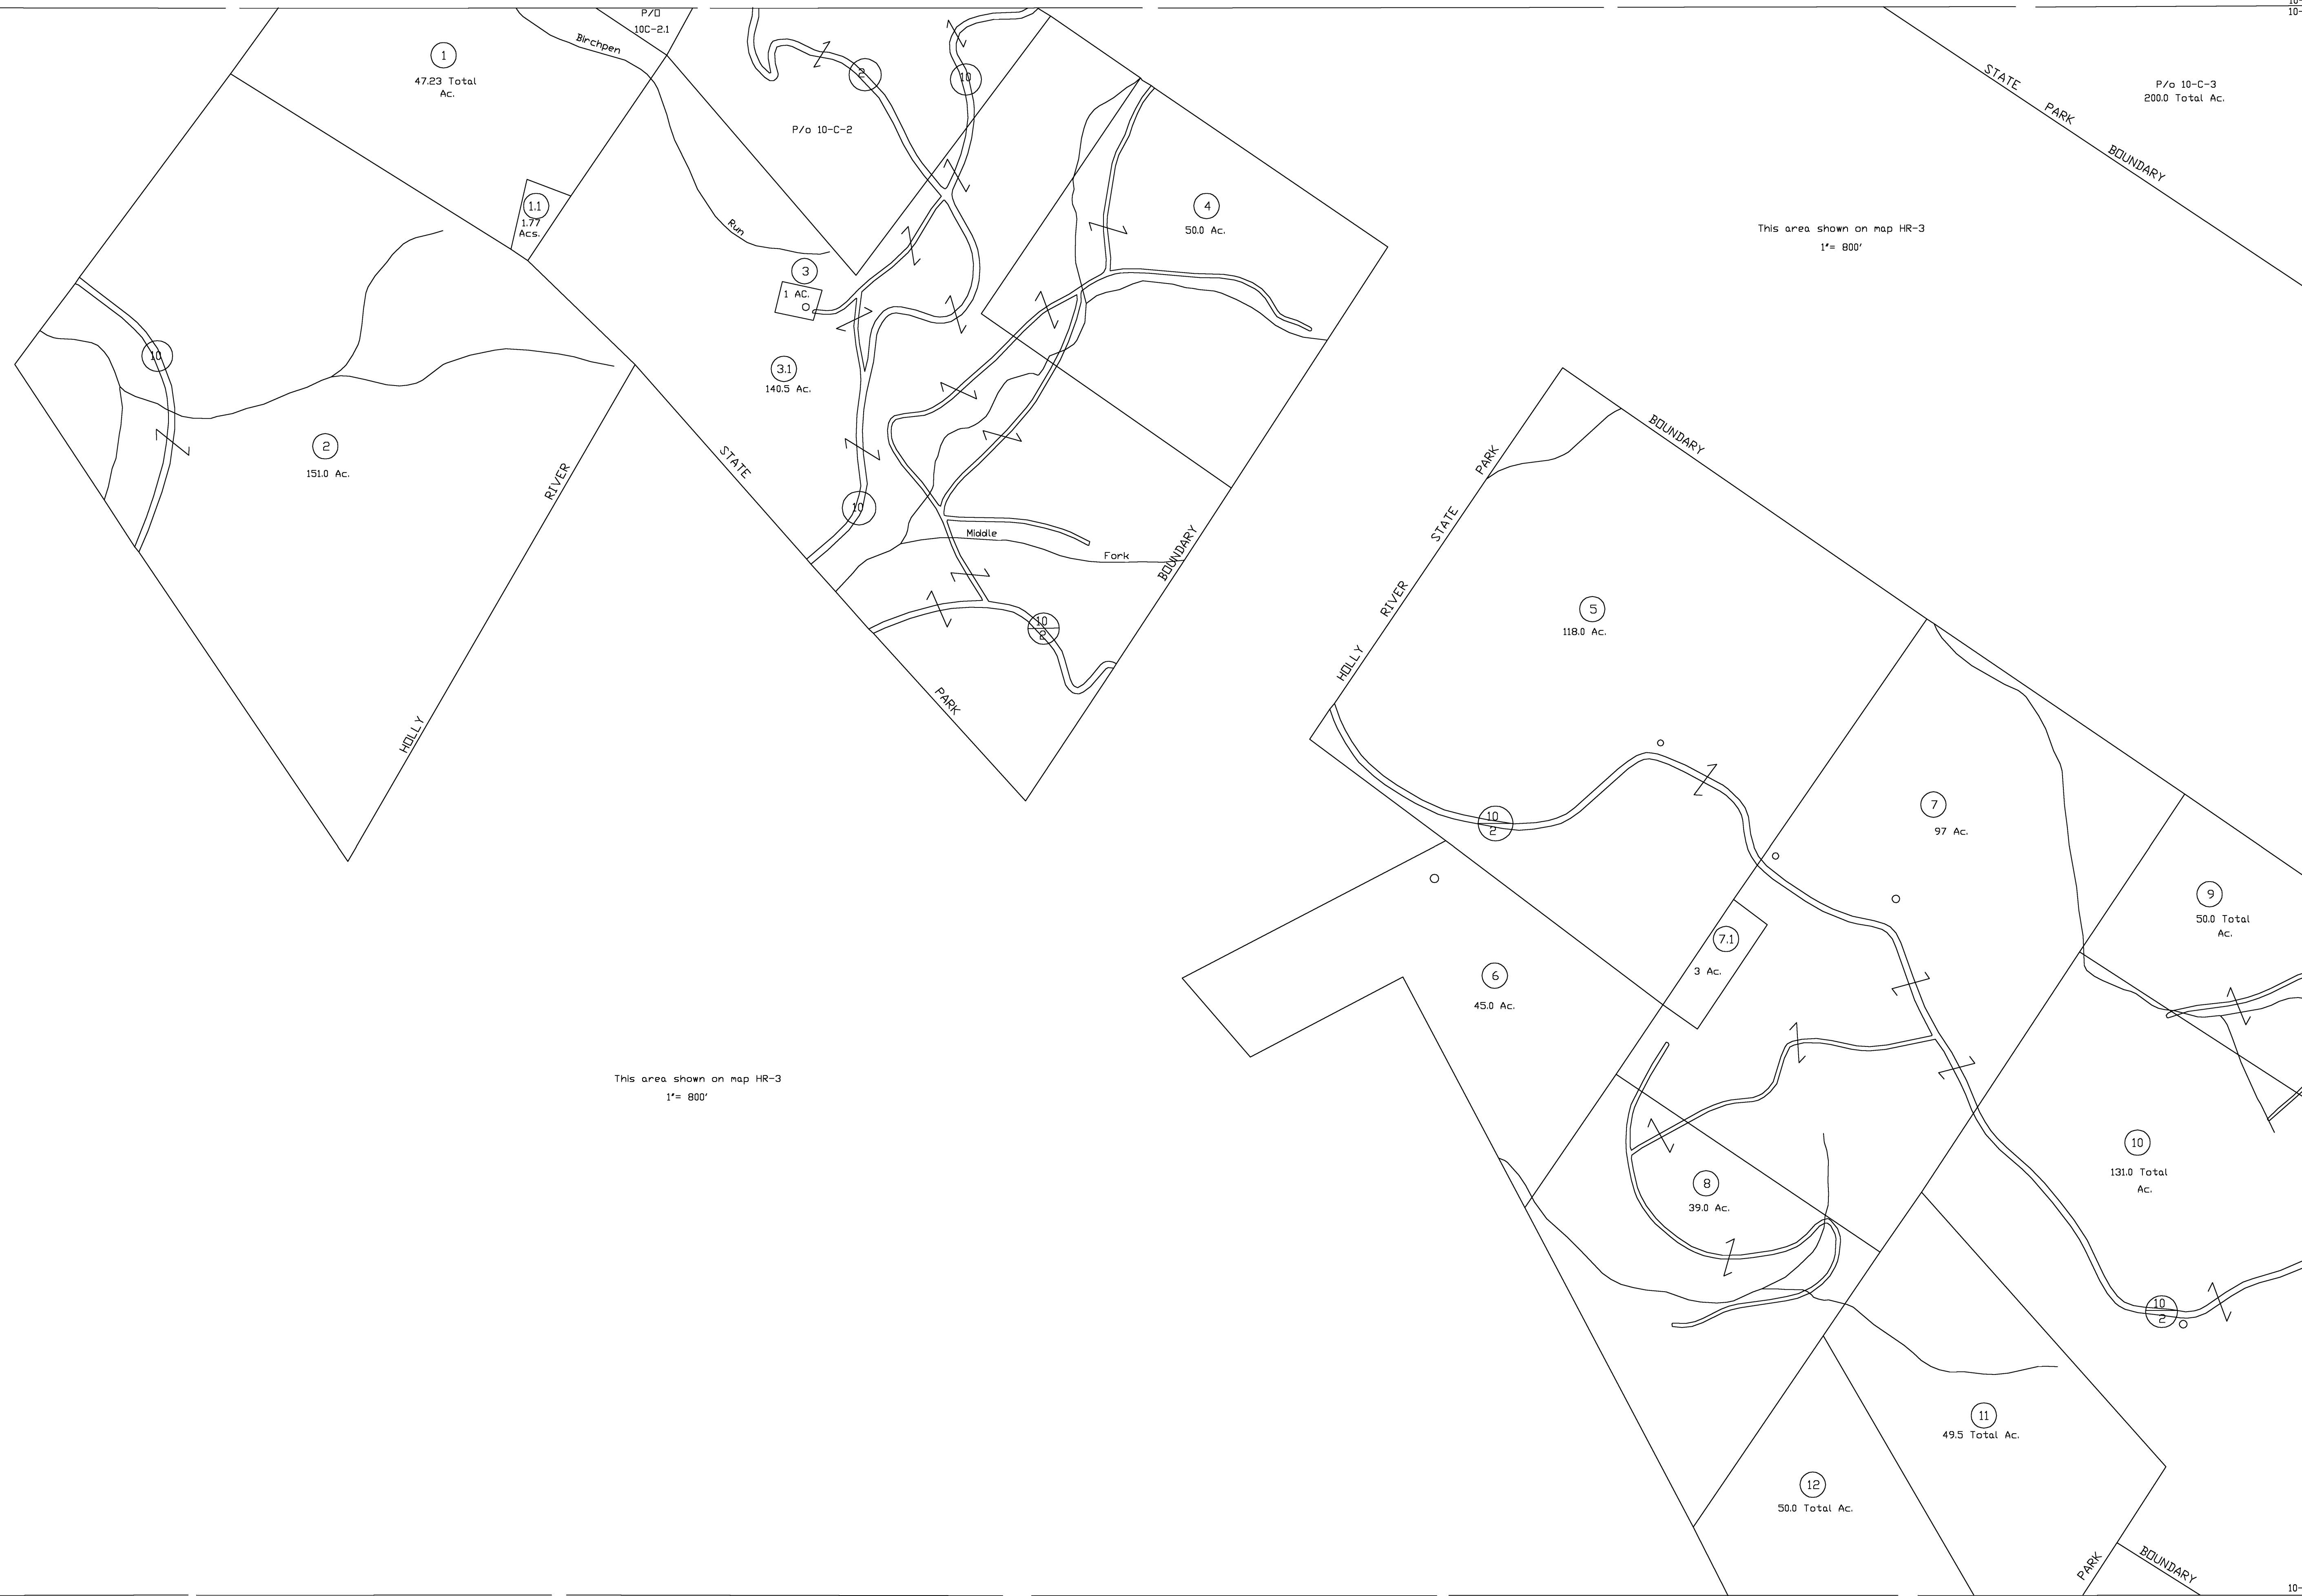 10-
10-
P/O
10C-2.1
Birchpen
1
47.23 Total
Ac.
2
10
P/o 10-C-2
STATE
PARK
BOUNDARY
P/o 10-C-3
200.0 Total Ac.
1.1
1.77
Acs.
Run
4
50.0 Ac.
This area shown on map HR-3
1"= 800'
3
1 AC.
10
3.1
140.5 Ac.
2
151.0 Ac.
RIVER
STATE
10
Middle
Fork
BOUNDARY
10
2
HOLLY
PARK
BOUNDARY
PARK
STATE
RIVER
HOLLY
5
118.0 Ac.
10
2
7
97 Ac.
9
50.0 Total
Ac.
7.1
3 Ac.
6
45.0 Ac.
This area shown on map HR-3
1"= 800'
10
131.0 Total
Ac.
8
39.0 Ac.
10
2
11
49.5 Total Ac.
12
50.0 Total Ac.
PARK
BOUNDARY
10-